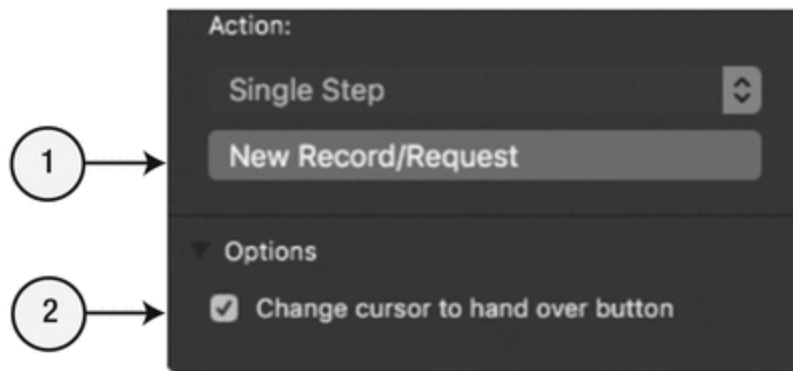 Action:
Single Step
1
New Record/Request
Options
2
Change cursor to hand over button